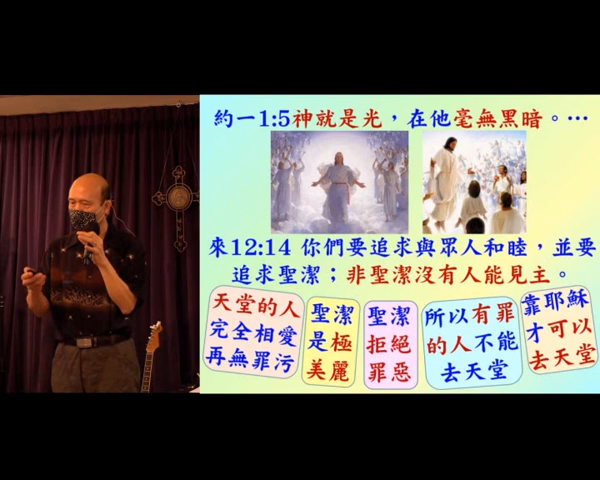 約一1:5神就是光，在他毫無黑暗。…
來12:14 你們要追求與眾人和睦，並要
追求聖潔；非聖潔沒有人能見主。
天堂的人
完全相愛
再無罪污
聖潔
是極
美麗
聖潔
拒絕
罪惡
所以有罪
的人不能
去天堂
靠耶穌
才可以
去天堂